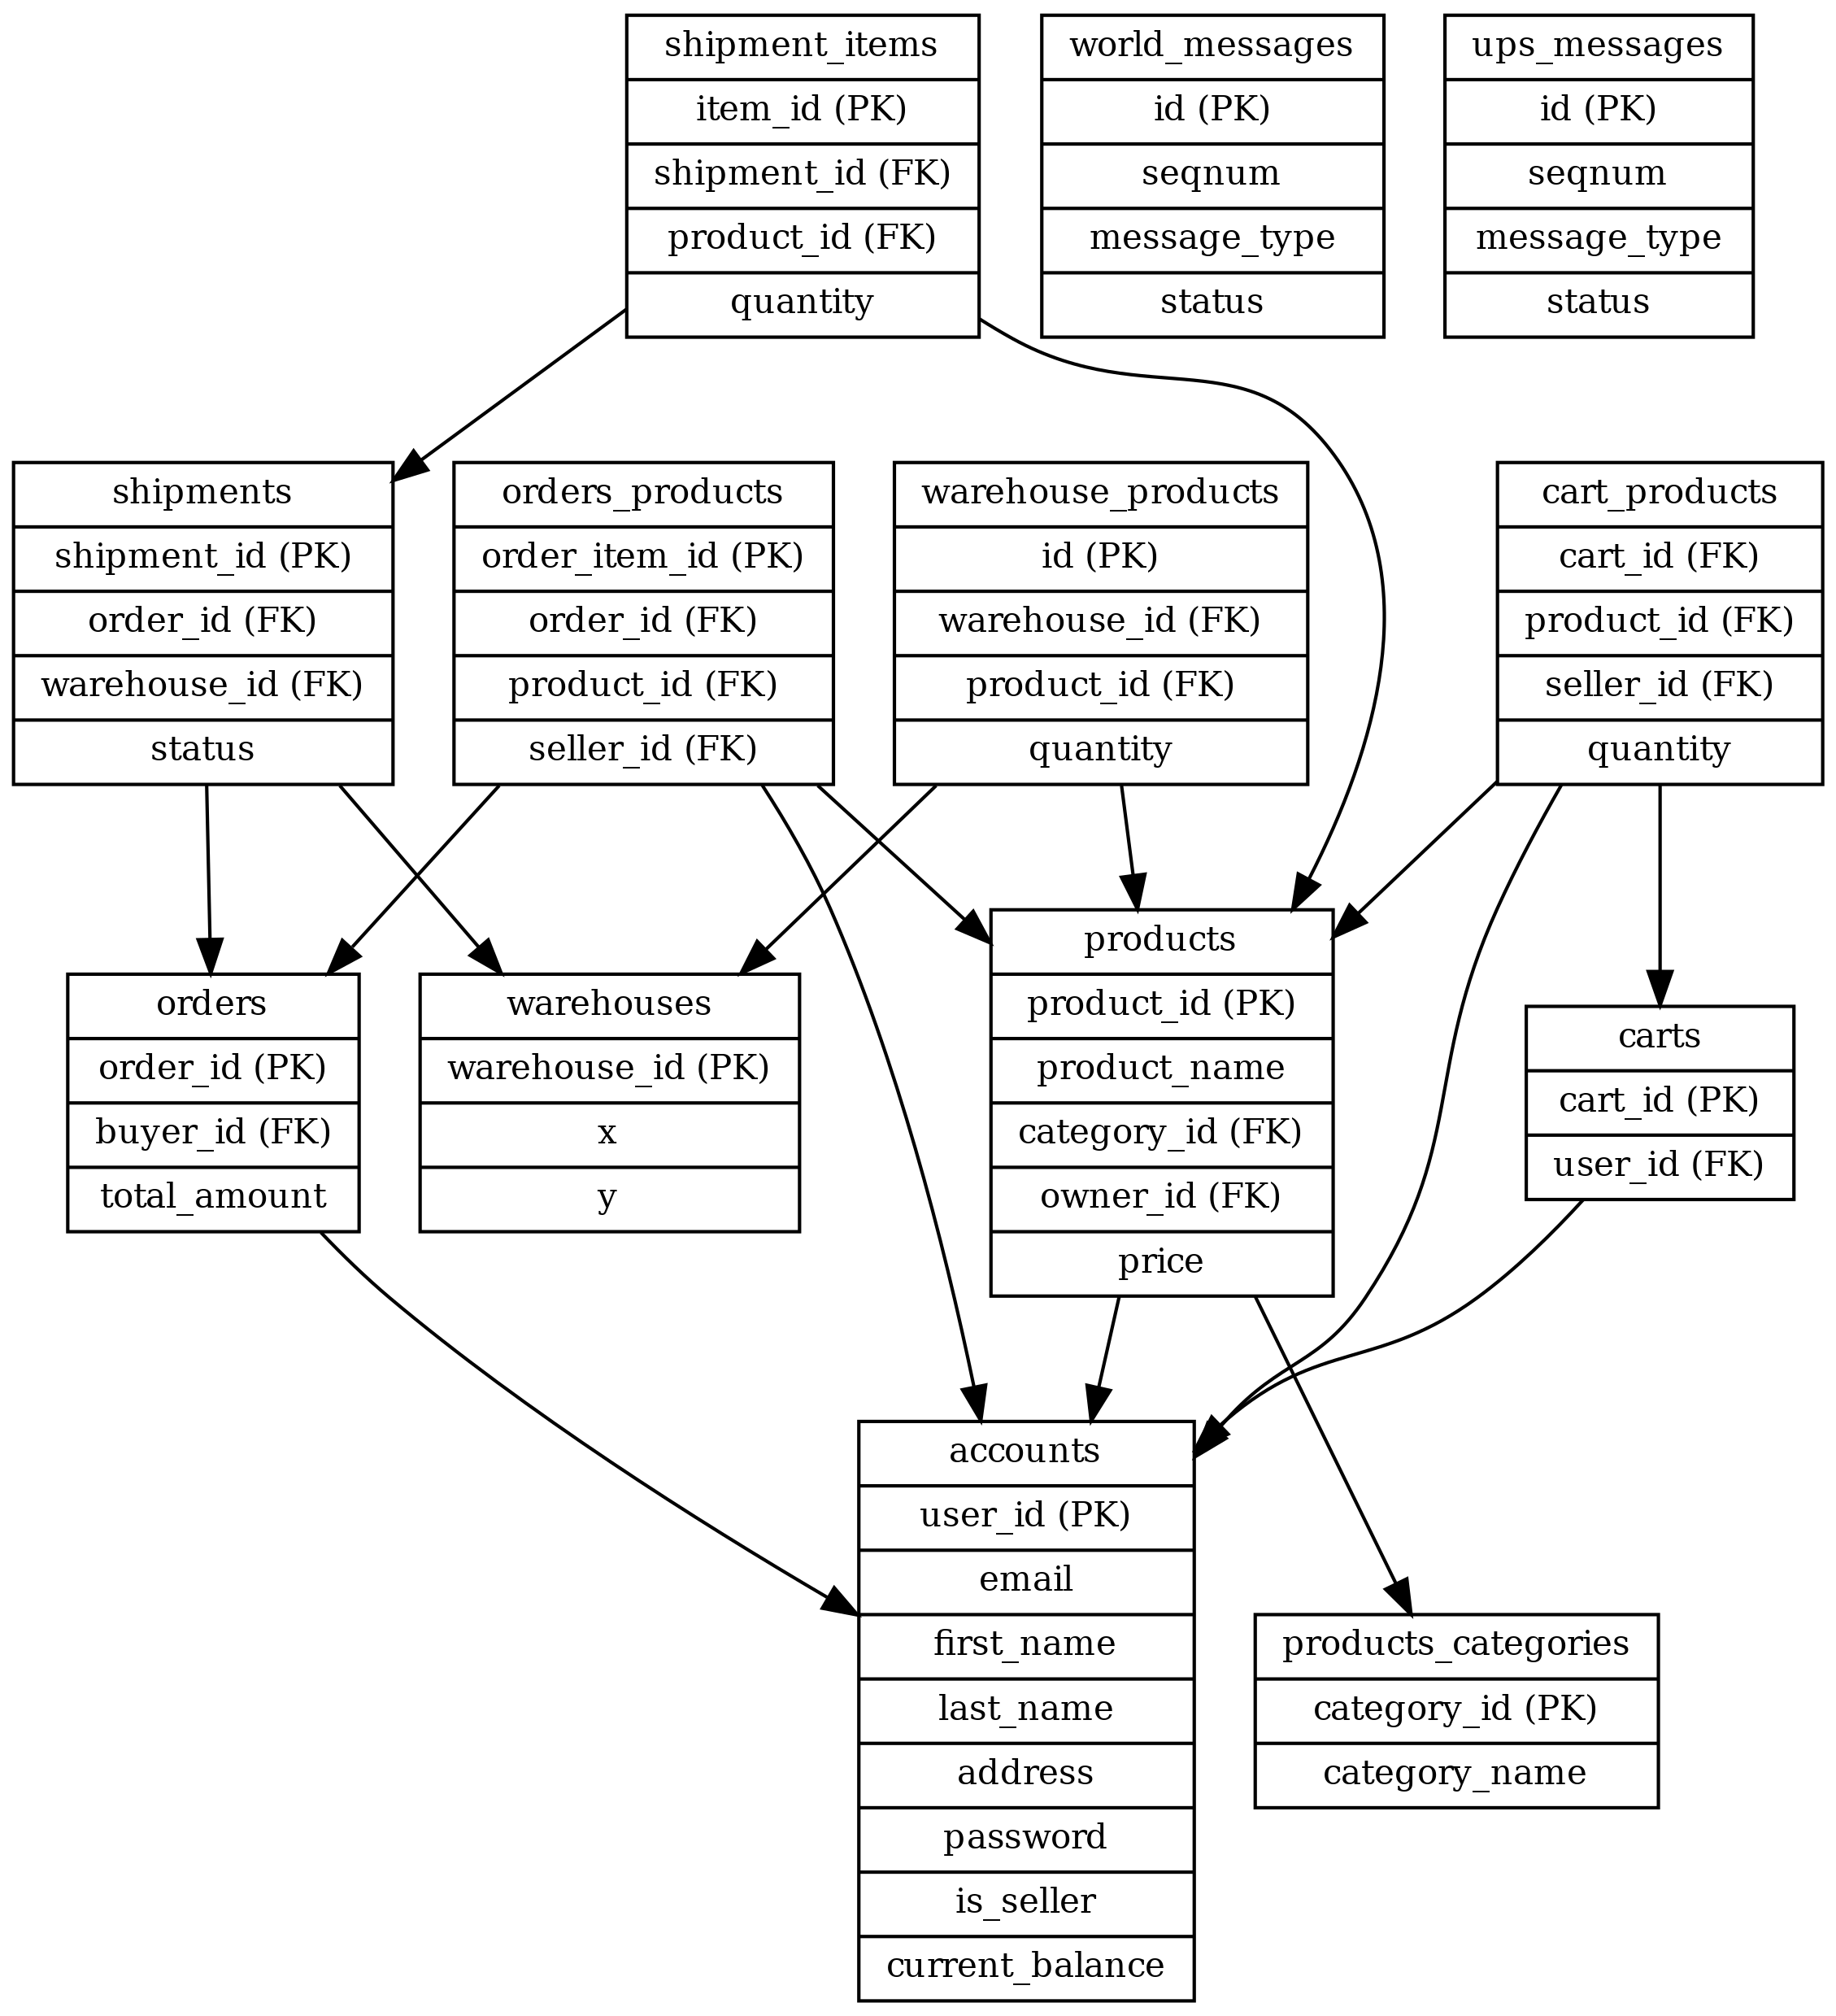 shipment_items
item_id (PK)
shipment_id (FK)
product_id (FK)
quantity
world_messages
id (PK)
seqnum
message_type
status
ups_messages
id (PK)
seqnum
message_type
status
shipments
shipment_id (PK)
order_id (FK)
warehouse_id (FK)
status
orders_products
order_item_id (PK)
order_id (FK)
product_id (FK)
seller_id (FK)
warehouse_products
id (PK)
warehouse_id (FK)
product_id (FK)
quantity
cart_products
cart_id (FK)
product_id (FK)
seller_id (FK)
quantity
orders
order_id (PK)
buyer_id (FK)
total_amount
warehouses
warehouse_id (PK)
x
y
products
product_id (PK)
product_name
category_id (FK)
owner_id (FK)
price
carts
cart_id (PK)
user_id (FK)
accounts
user_id (PK)
email
first_name
last_name
address
password
is_seller
current_balance
products_categories
category_id (PK)
category_name